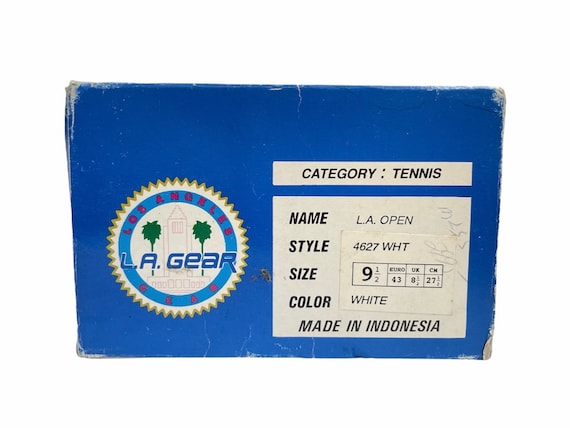 CATEGORY : TENNIS
LOS ANGELES
L.A. GEAR
GEAR
NAME L.A. OPEN
STYLE 4627 WHT
SIZE 9 1/2 EURO 43 UK 8 1/2 CM 27 1/2
COLOR WHITE
MADE IN INDONESIA